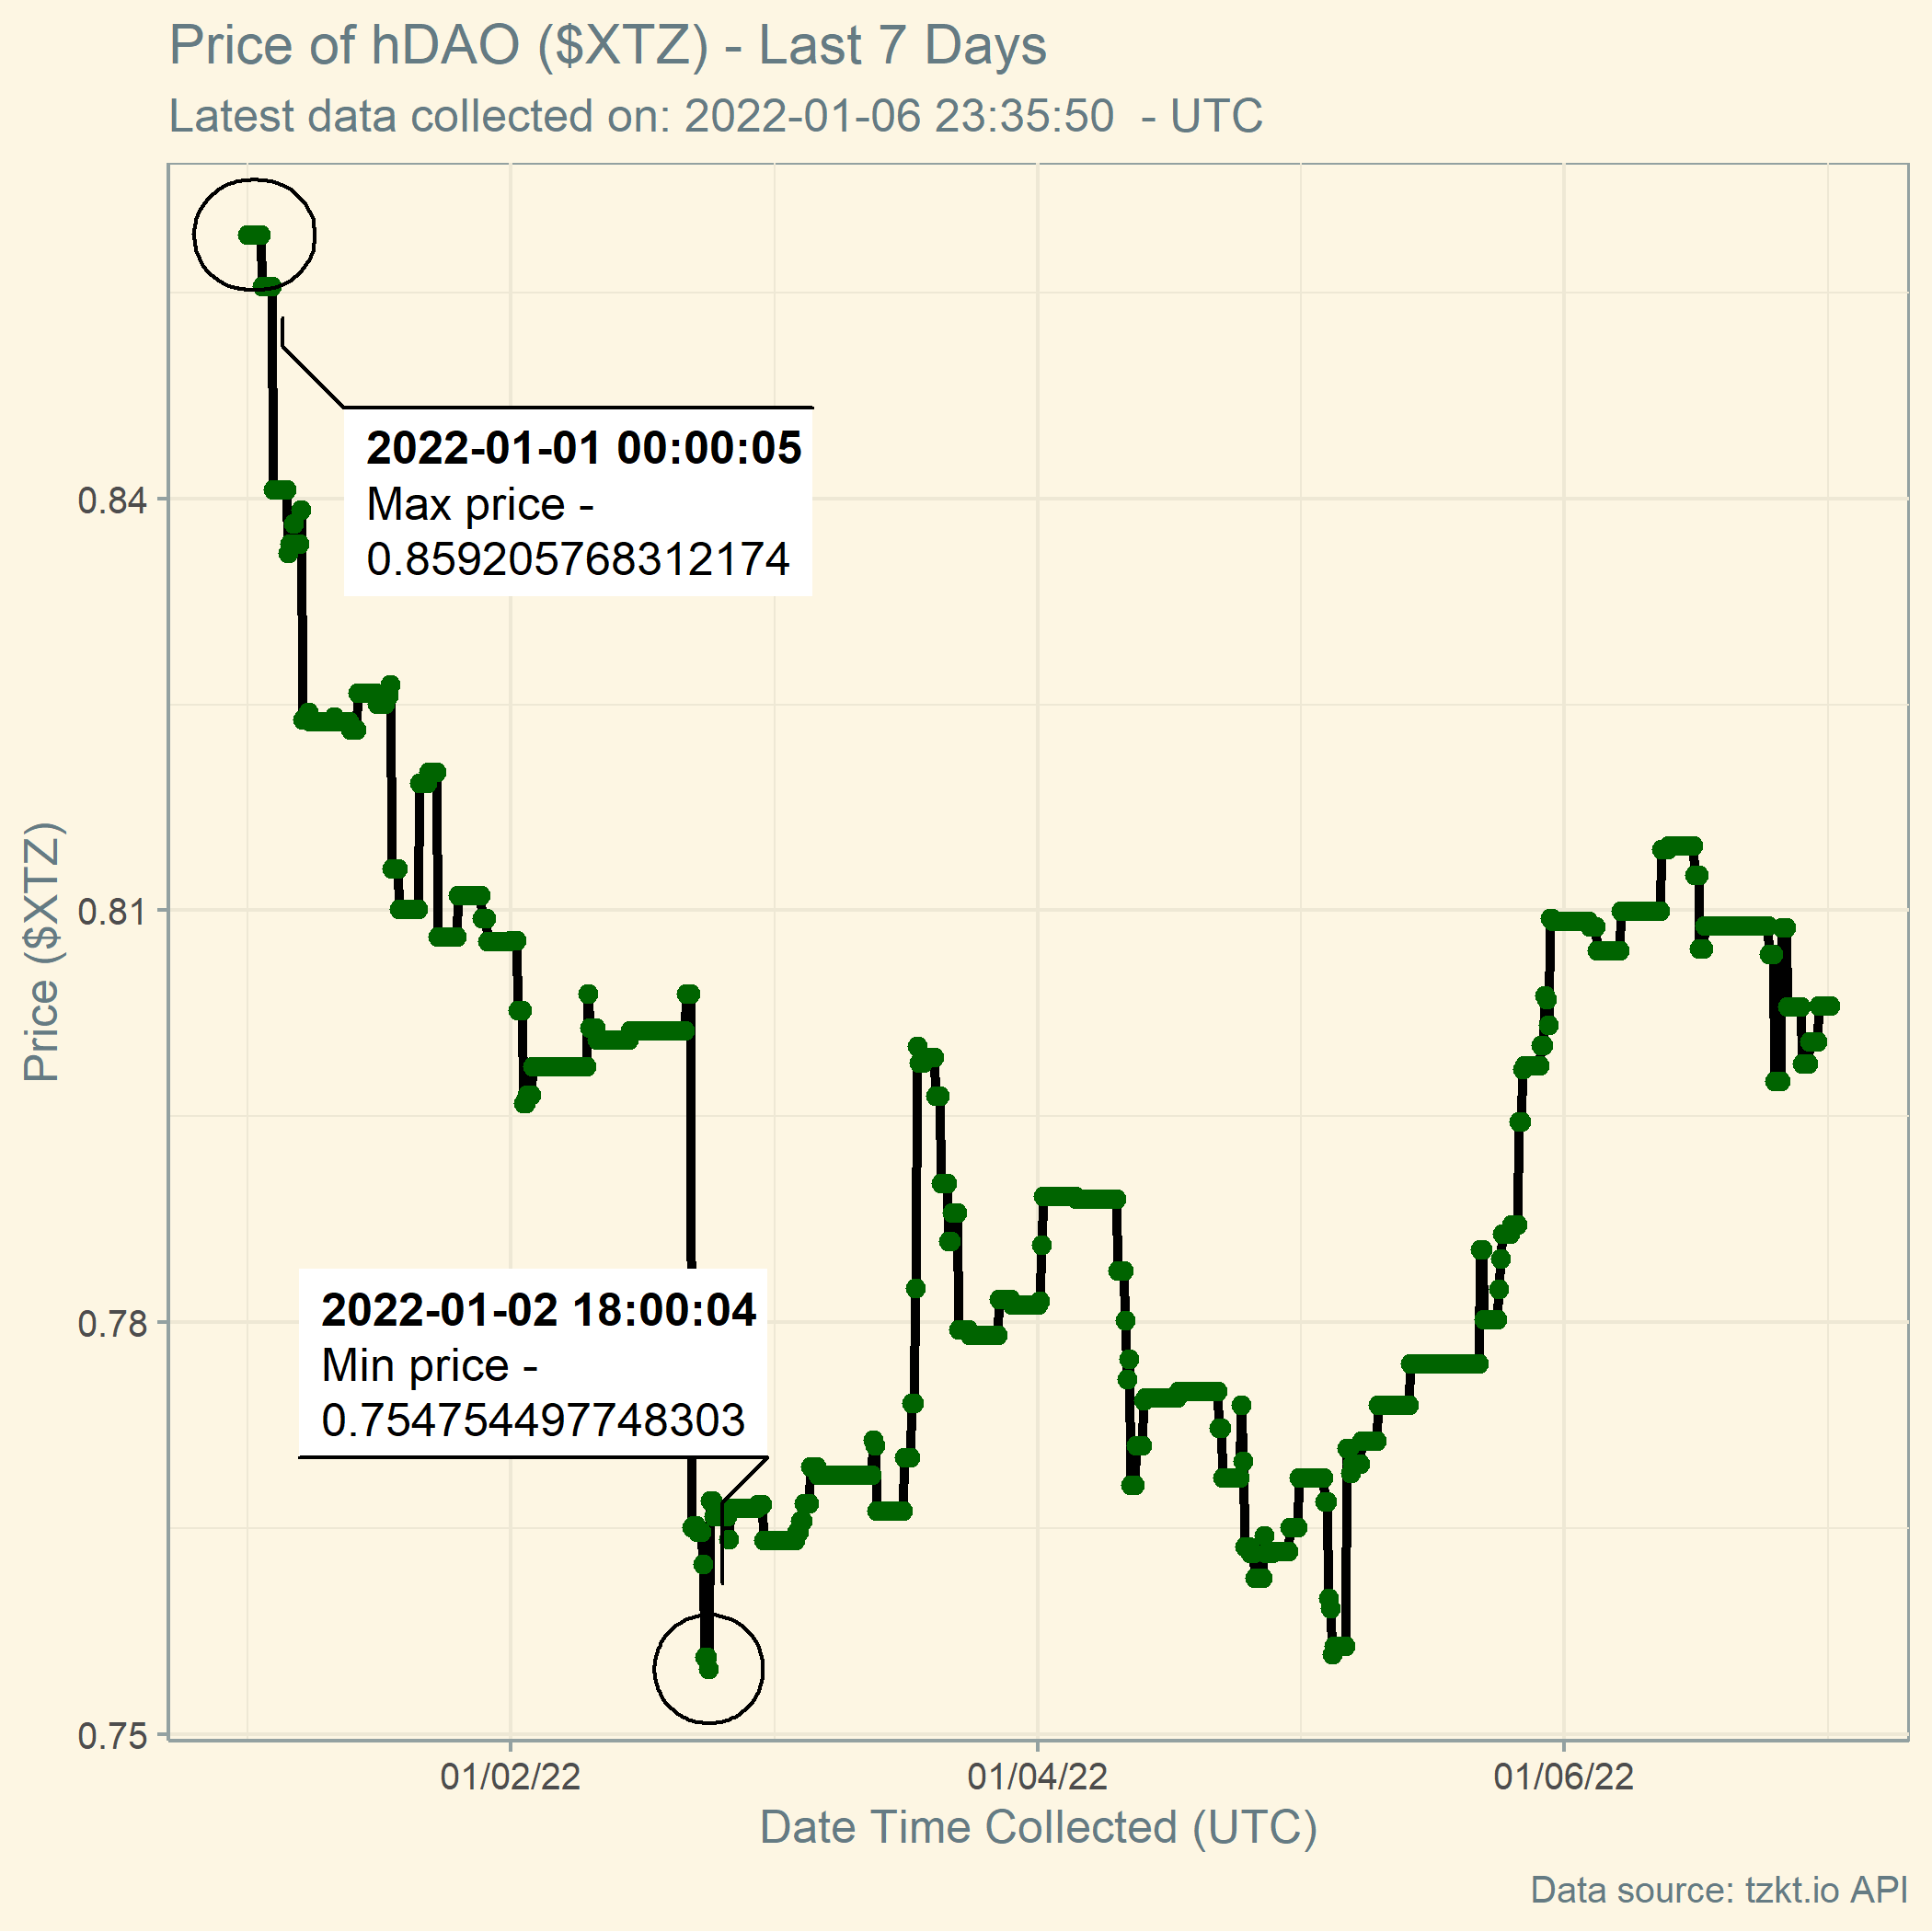 Price of hDAO ($XTZ) - Last 7 Days
Latest data collected on: 2022-01-06 23:35:50  - UTC
2022-01-01 00:00:05
Max price -
0.859205768312174
0.84
0.81
0.78
0.75
Price ($XTZ)
2022-01-02 18:00:04
Min price -
0.754754497748303
01/02/22
01/04/22
01/06/22
Date Time Collected (UTC)
Data source: tzkt.io API